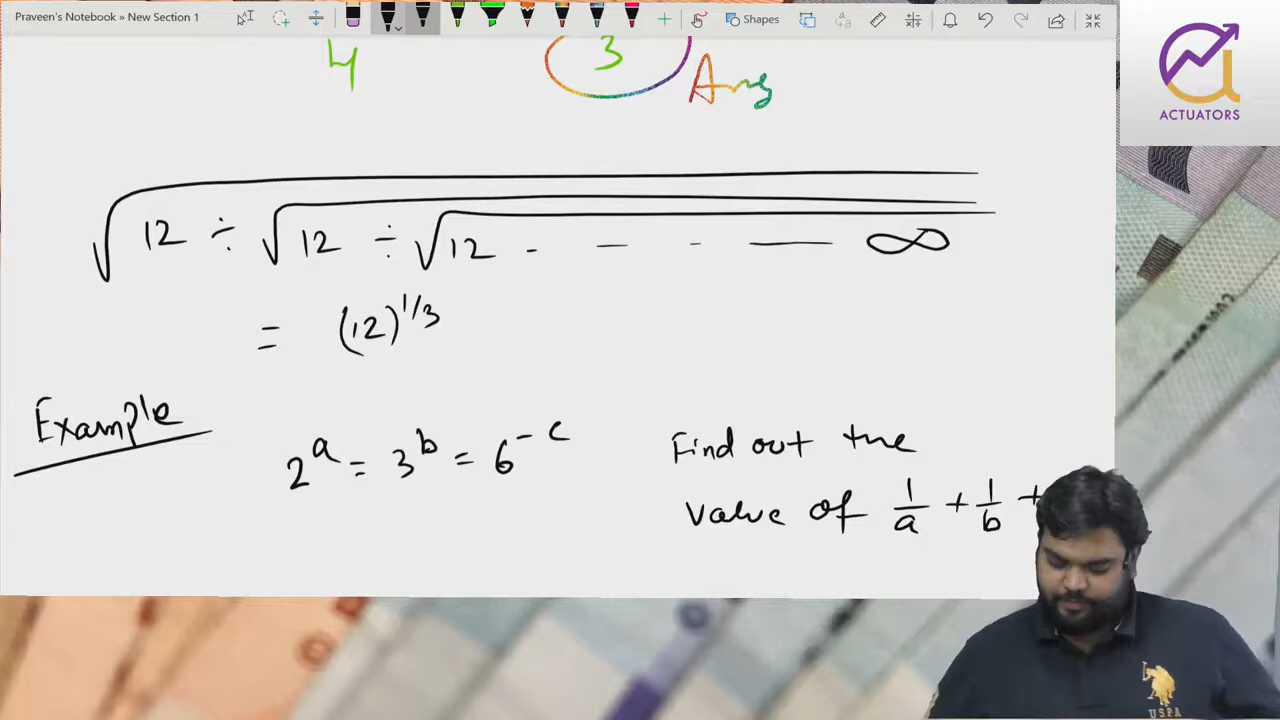 Praveen's Notebook » New Section 1
Shapes
ACTUATORS
4 3 Ans
√12 ÷ √12 ÷ √12 - — - — ∞
= (12)^1/3
Example
2^a = 3^b = 6^-c
Find out the
value of 1/a + 1/b +
USPA